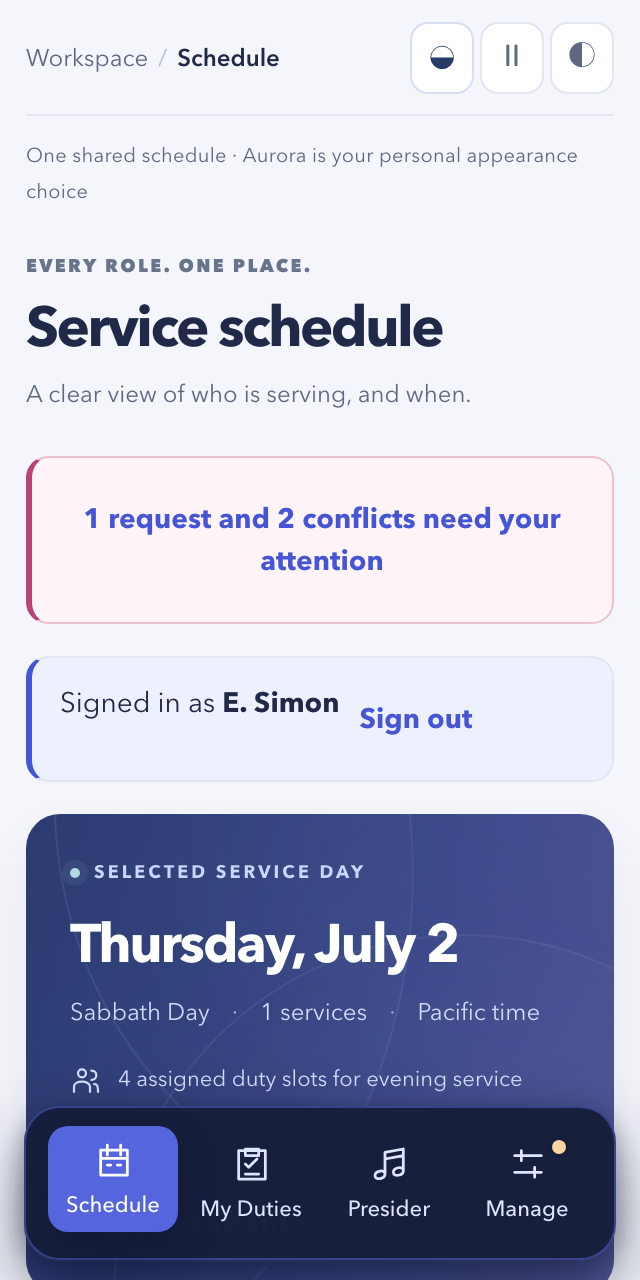 Workspace / Schedule
One shared schedule · Aurora is your personal appearance
choice
EVERY ROLE. ONE PLACE.
Service schedule
A clear view of who is serving, and when.
1 request and 2 conflicts need your
attention
Signed in as E. Simon Sign out
SELECTED SERVICE DAY
Thursday, July 2
Sabbath Day · 1 services · Pacific time
4 assigned duty slots for evening service
Schedule My Duties Presider Manage